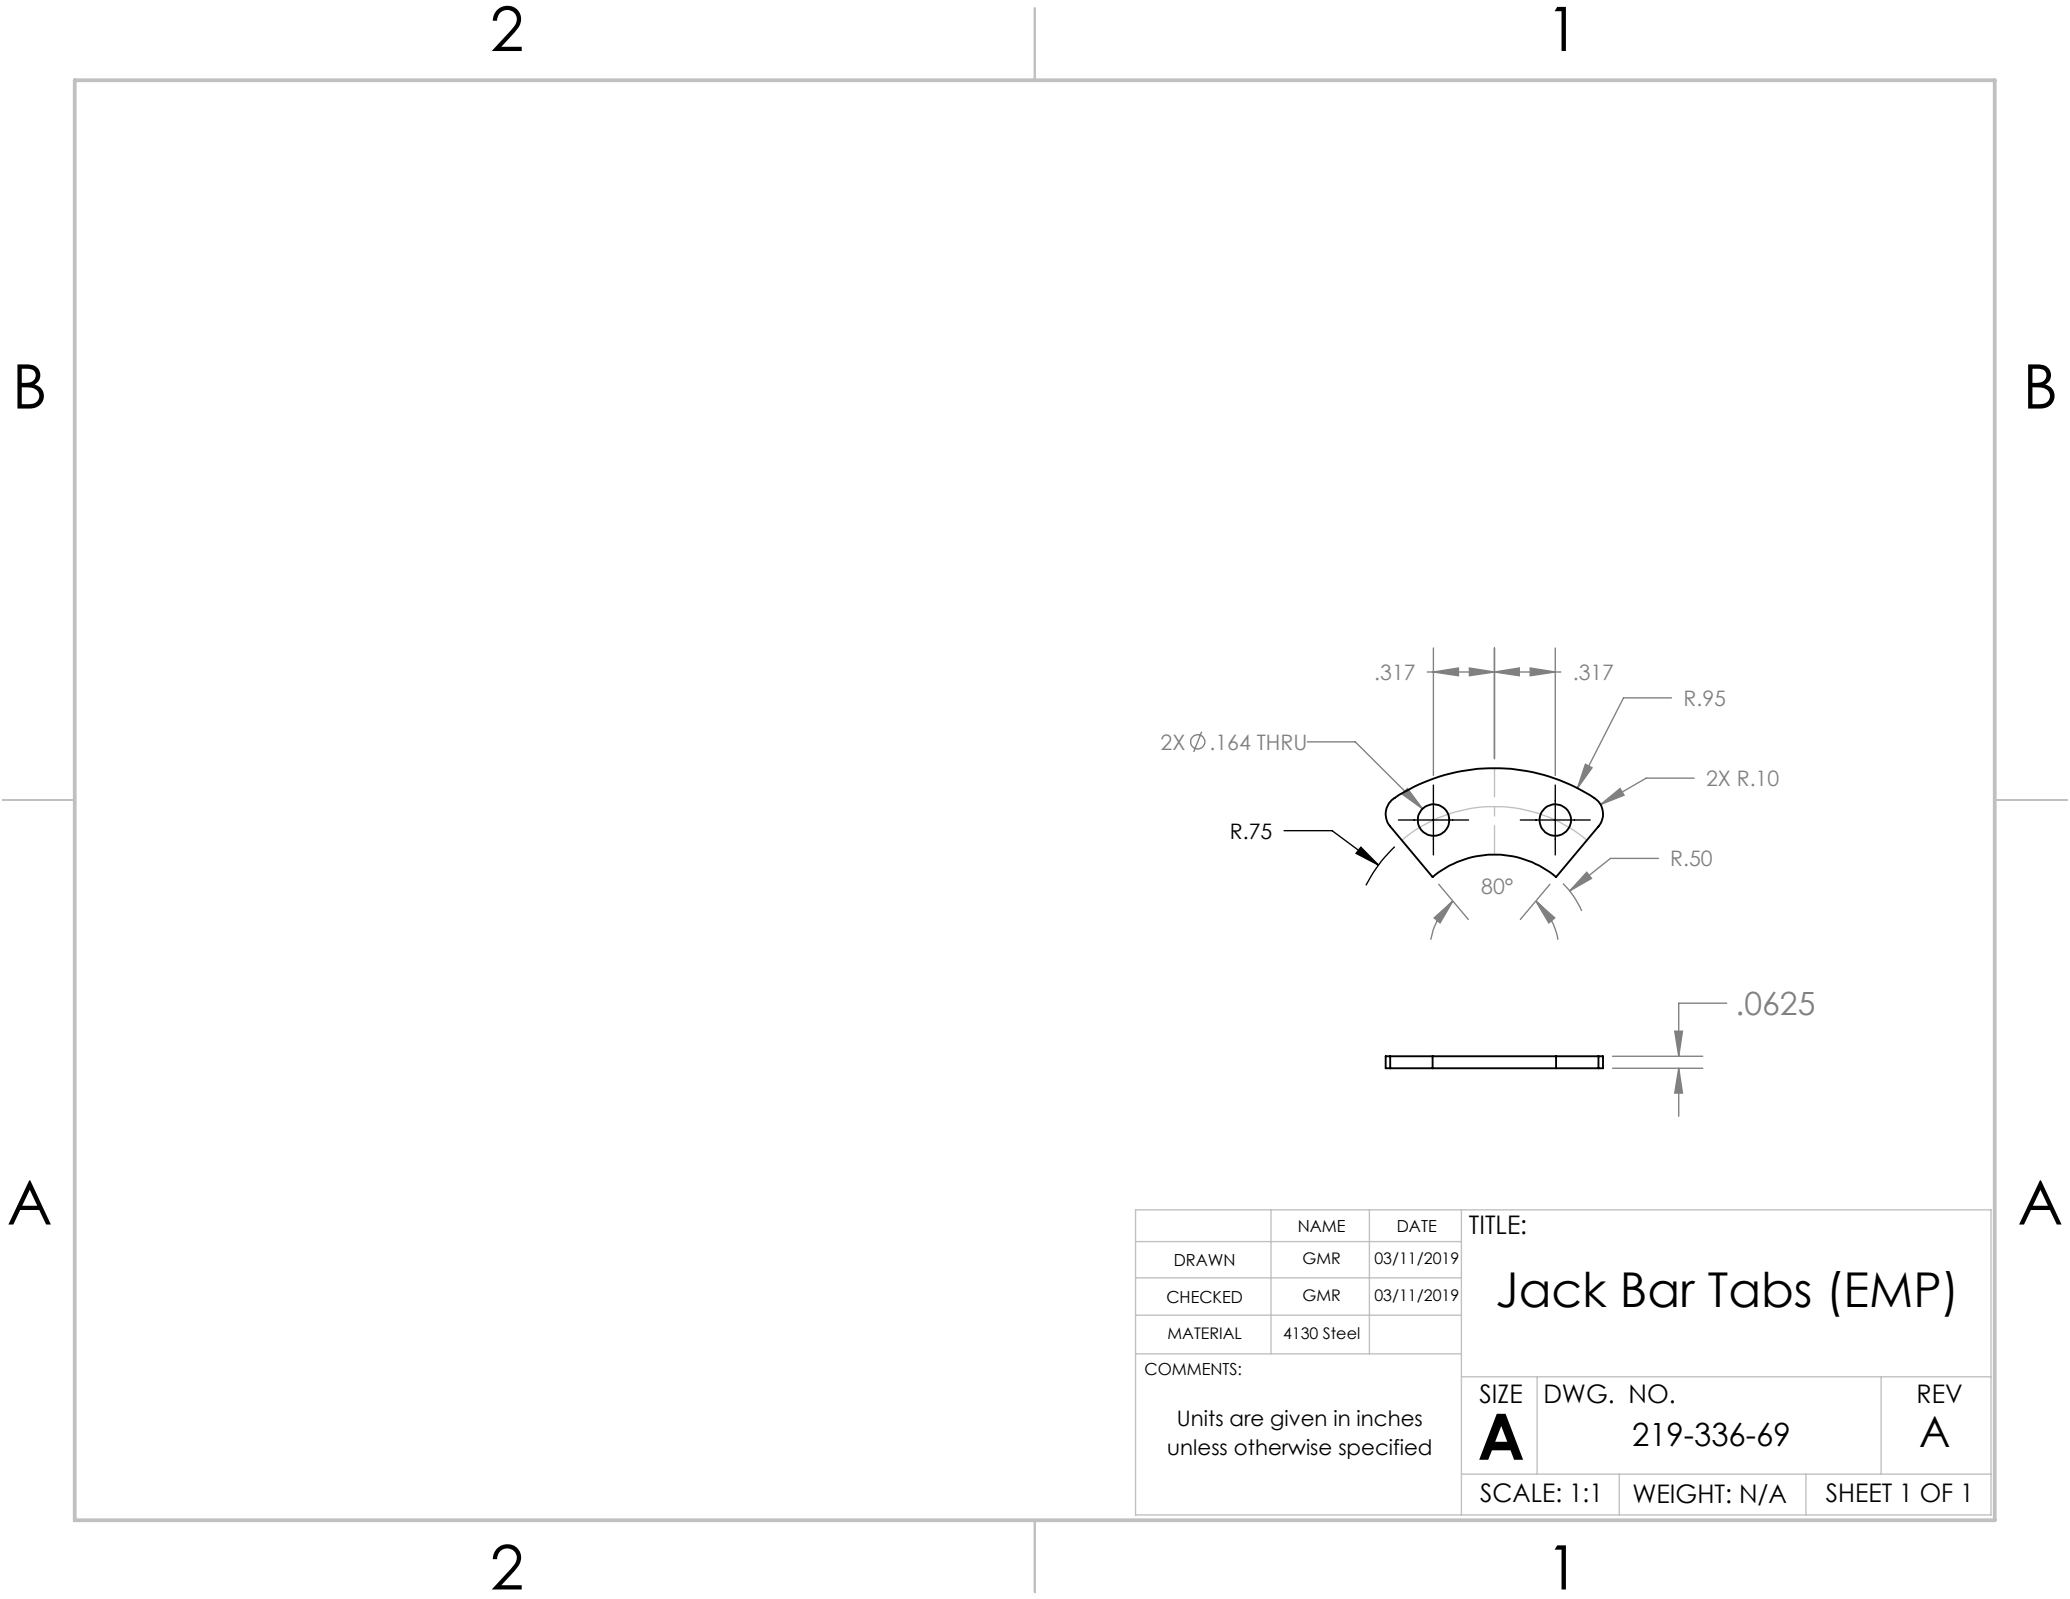 2
1
B
B
.317
.317
R.95
2X Ø.164 THRU
2X R.10
R.75
R.50
80°
.0625
A
A
NAME
DATE
TITLE:
DRAWN
GMR
03/11/2019
Jack Bar Tabs (EMP)
CHECKED
GMR
03/11/2019
MATERIAL
4130 Steel
COMMENTS:
Units are given in inches
unless otherwise specified
SIZE
A
DWG. NO.
219-336-69
REV
A
SCALE: 1:1
WEIGHT: N/A
SHEET 1 OF 1
2
1